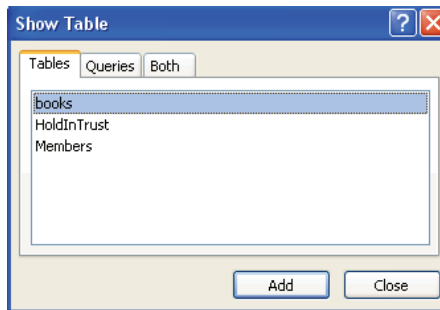 Show Table
Tables Queries Both
books
HoldInTrust
Members
Add Close